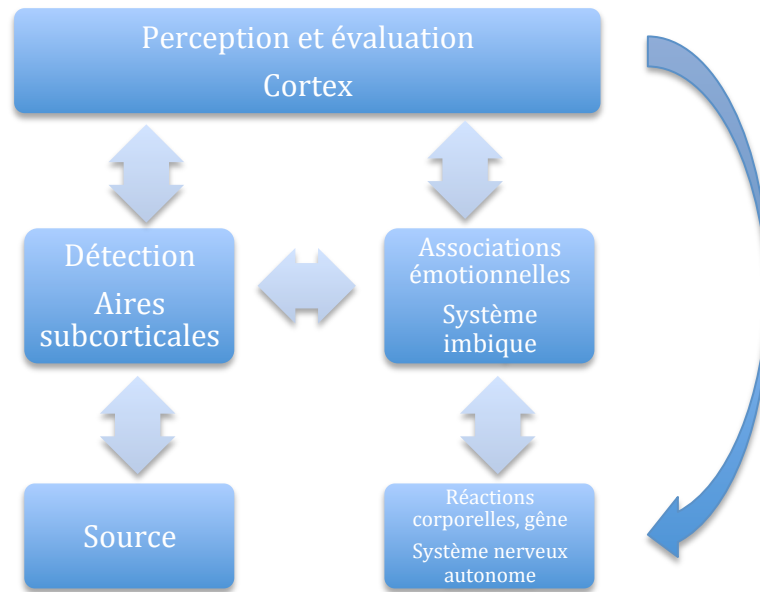 Perception et évaluation
Cortex
Détection
Aires
subcorticales
Associations
émotionnelles
Système
imbique
Source
Réactions
corporelles, gêne
Système nerveux
autonome